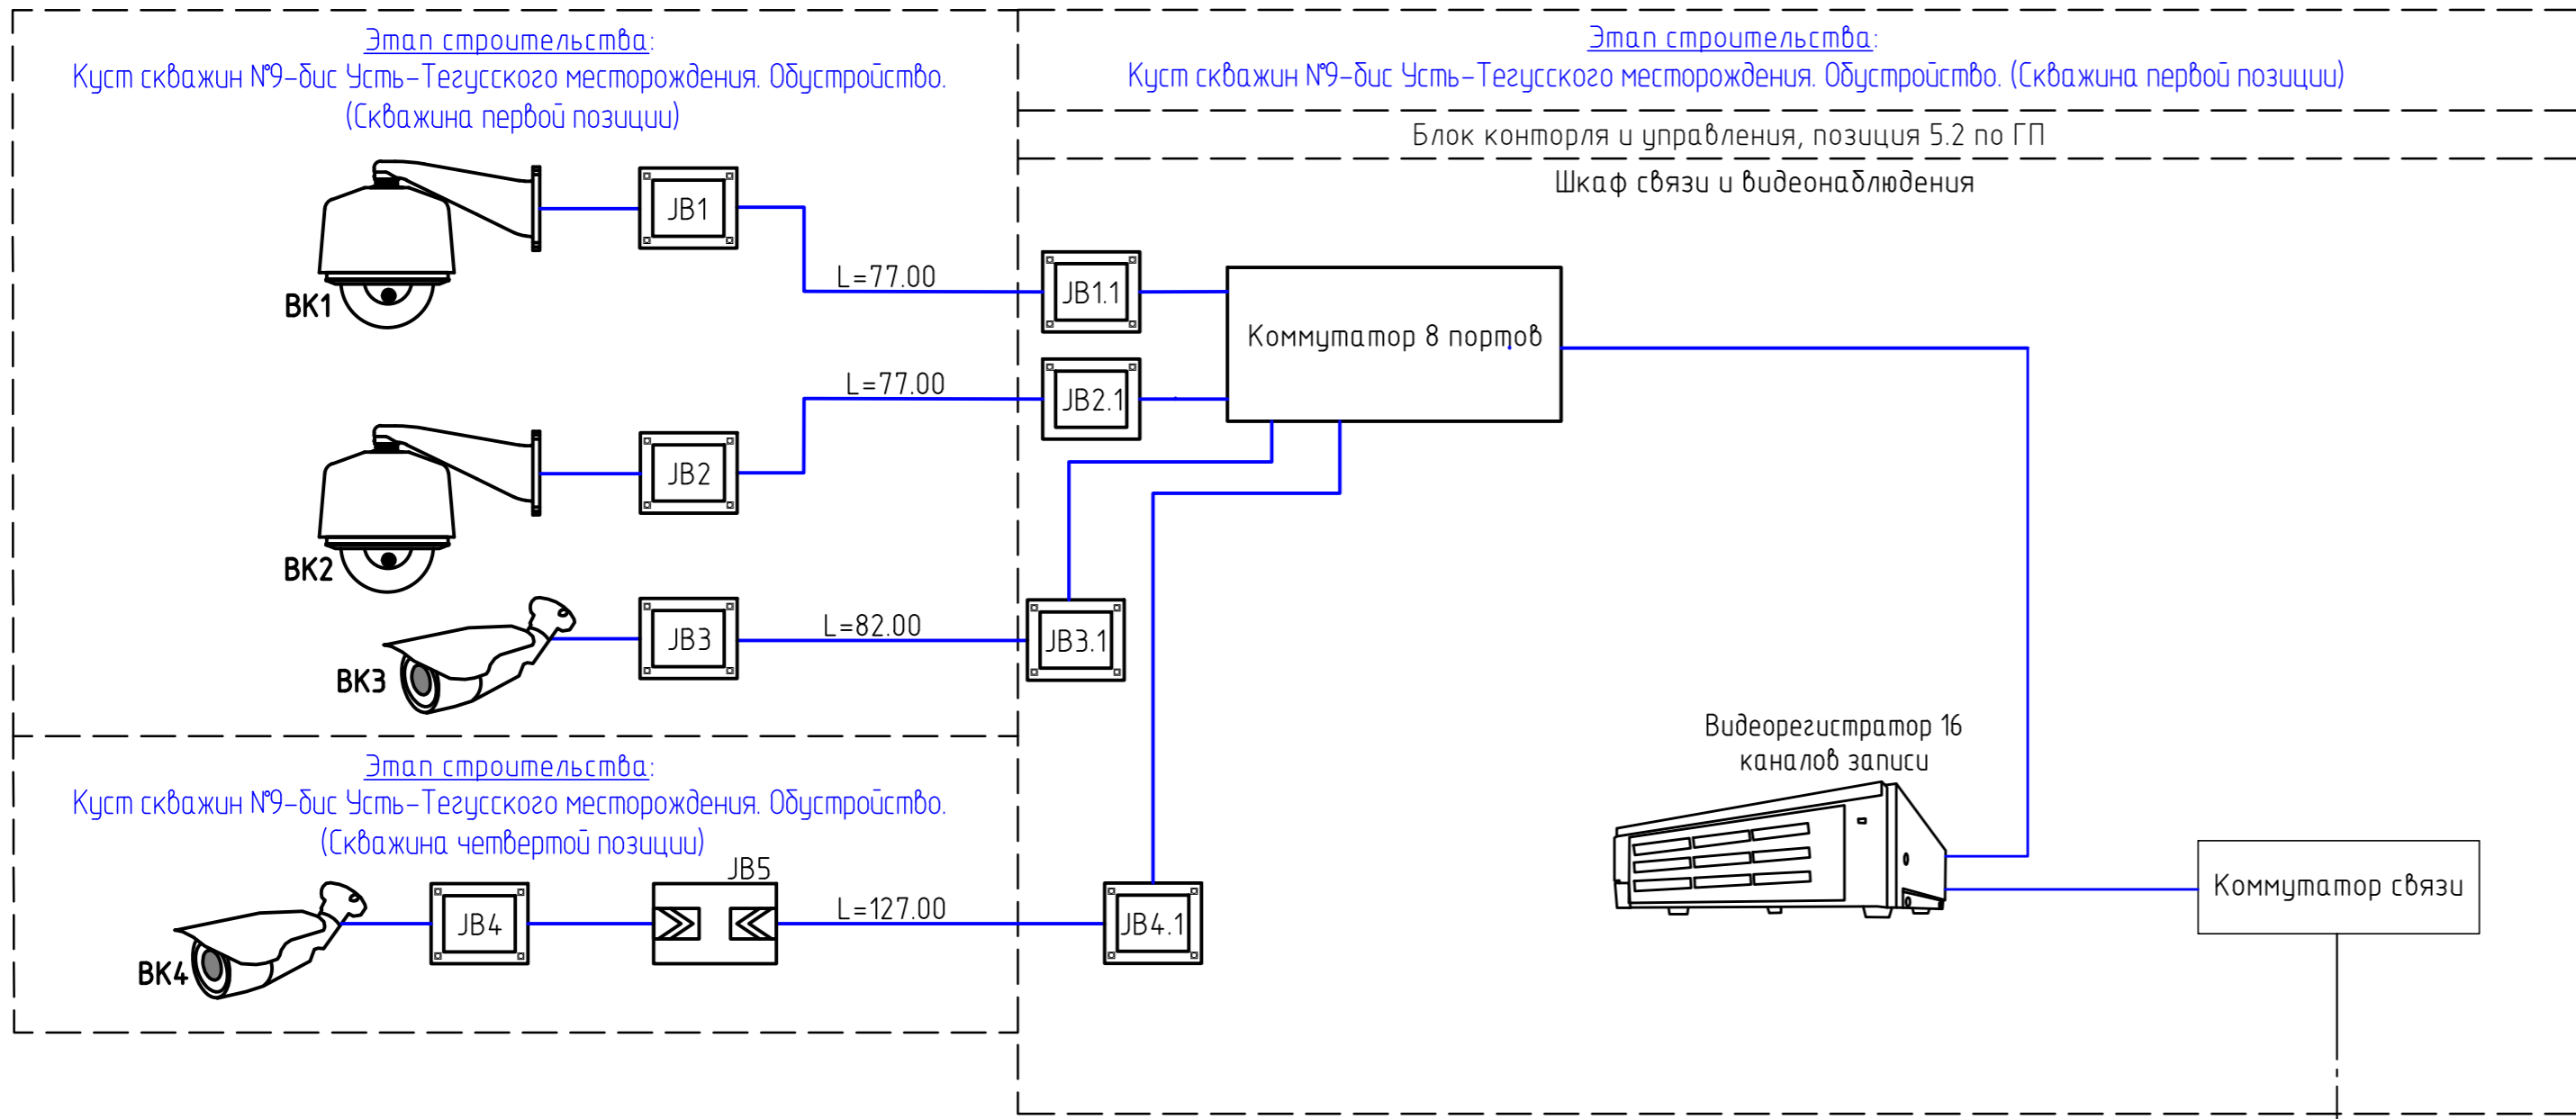 Этап строительства:
Куст скважин №9-бис Усть-Тегусского месторождения. Обустройство.
(Скважина первой позиции)
ВК1
JB1
L=77.00
ВК2
JB2
L=77.00
ВК3
JB3
L=82.00
Этап строительства:
Куст скважин №9-бис Усть-Тегусского месторождения. Обустройство.
(Скважина четвертой позиции)
ВК4
JB4
JB5
L=127.00
Этап строительства:
Куст скважин №9-бис Усть-Тегусского месторождения. Обустройство. (Скважина первой позиции)
Блок конторля и управления, позиция 5.2 по ГП
Шкаф связи и видеонаблюдения
JB1.1
JB2.1
Коммутатор 8 портов
JB3.1
JB4.1
Видеорегистратор 16
каналов записи
Коммутатор связи